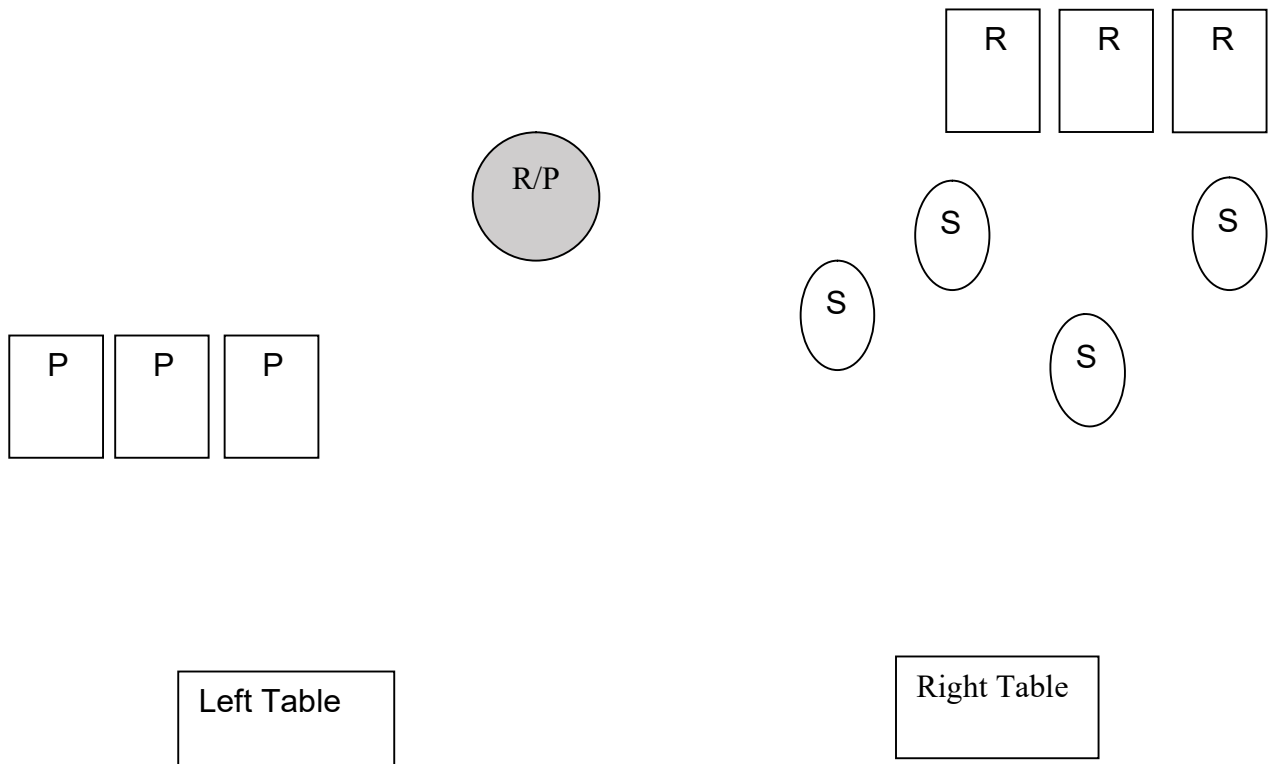 R R R
R/P
S S
S
S
P P P
Right Table
Left Table